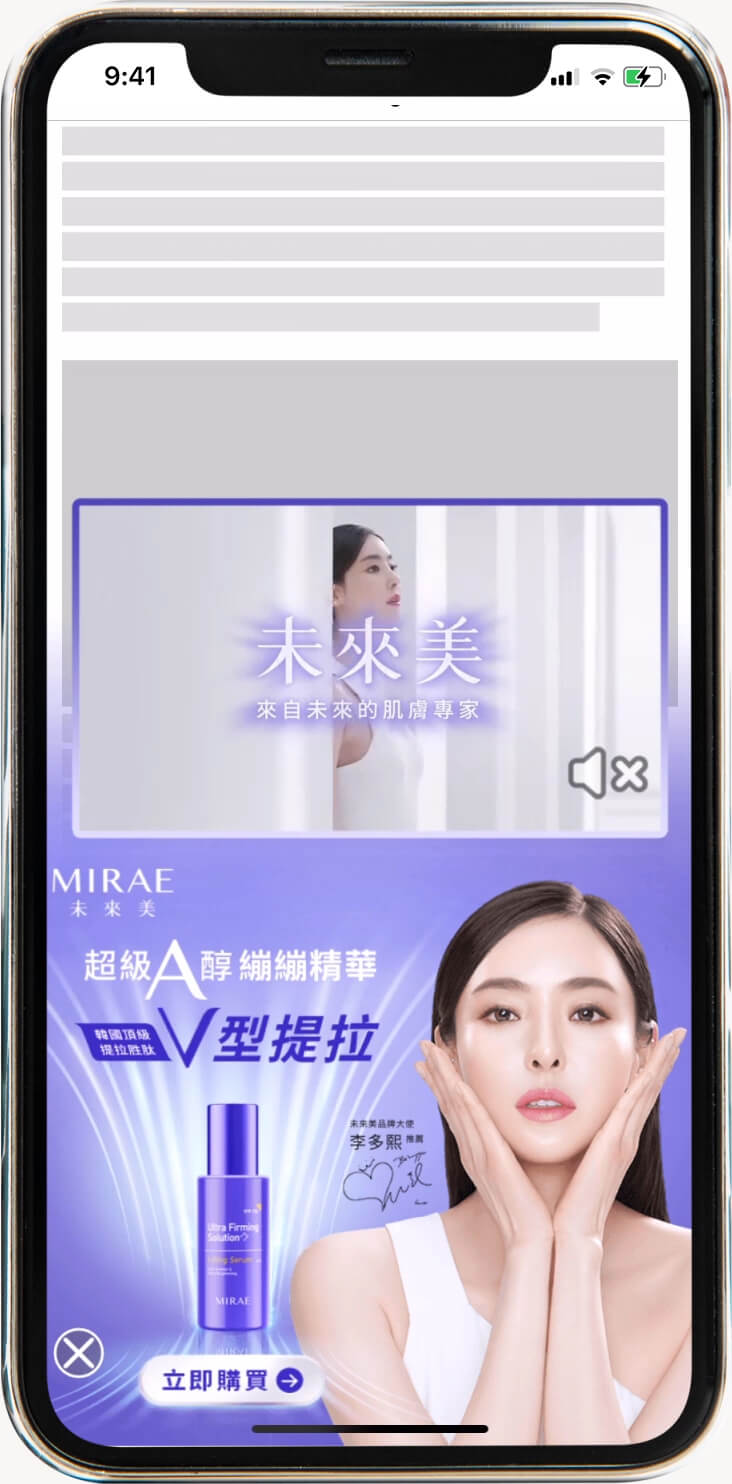 9:41
未來美
來自未來的肌膚專家
MIRAE
未來美
超級A醇 繃繃精華
韓國頂級
提拉胜肽
V型提拉
未來美品牌大使
李多熙 推薦
Ultra Firming
Solution
Lifting Serum
MIRAE
立即購買